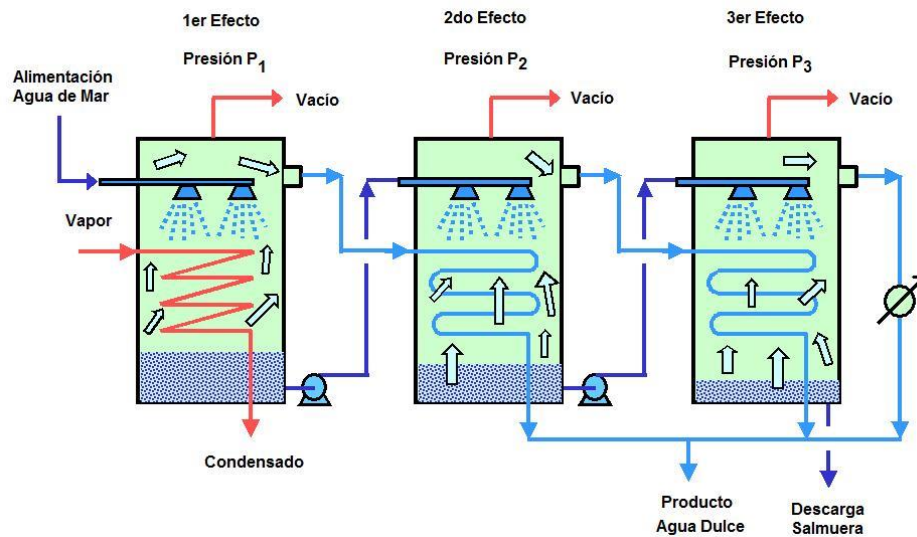 1er Efecto
2do Efecto
3er Efecto
Presión P1
Presión P2
Presión P3
Alimentación
Agua de Mar
Vacío
Vacío
Vacío
Vapor
Condensado
Producto
Agua Dulce
Descarga
Salmuera